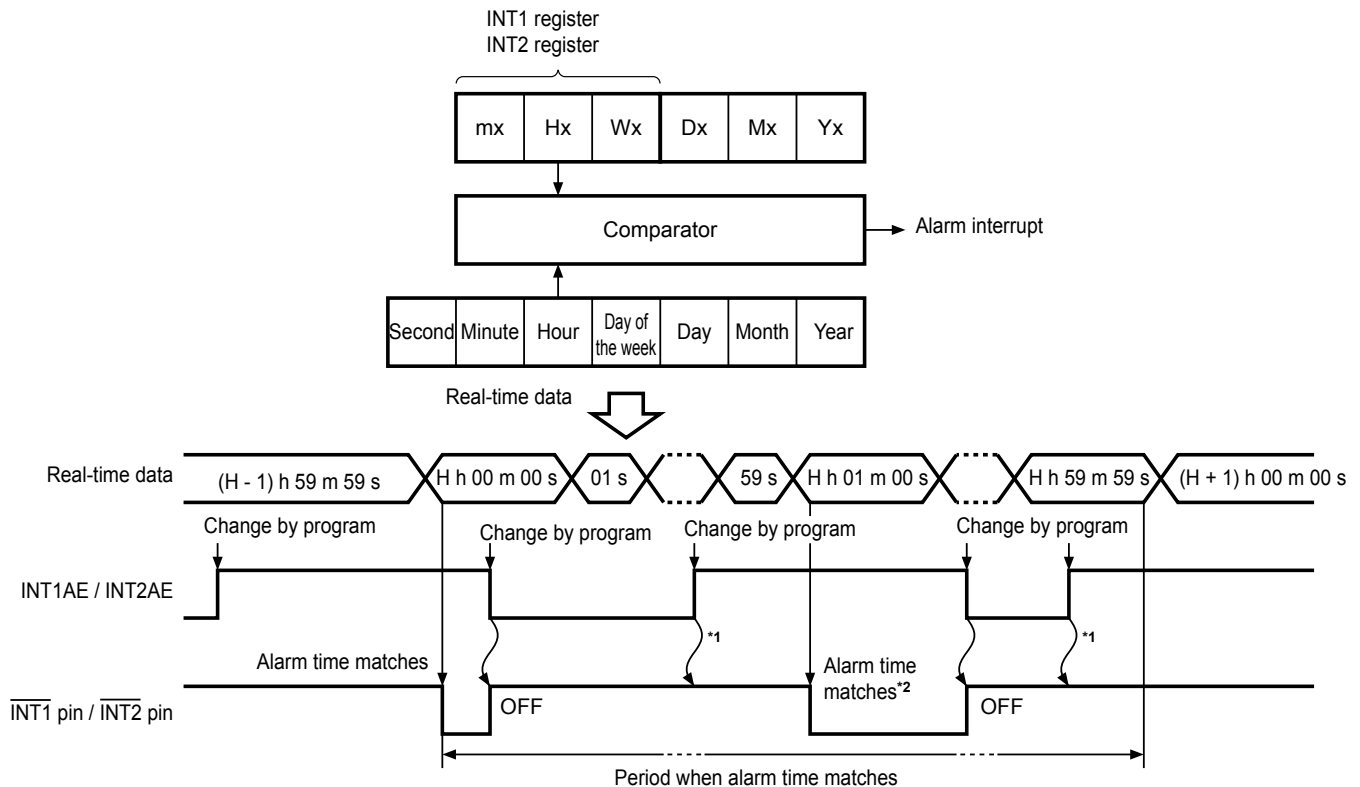 INT1 register
INT2 register
mx Hx Wx Dx Mx Yx
Comparator
Alarm interrupt
Second Minute Hour Day of the week Day Month Year
Real-time data
Real-time data
(H - 1) h 59 m 59 s H h 00 m 00 s 01 s 59 s H h 01 m 00 s H h 59 m 59 s (H + 1) h 00 m 00 s
Change by program Change by program Change by program Change by program
INT1AE / INT2AE
*1 *1
Alarm time matches
Alarm time
matches*2
INT1 pin / INT2 pin
OFF OFF
Period when alarm time matches